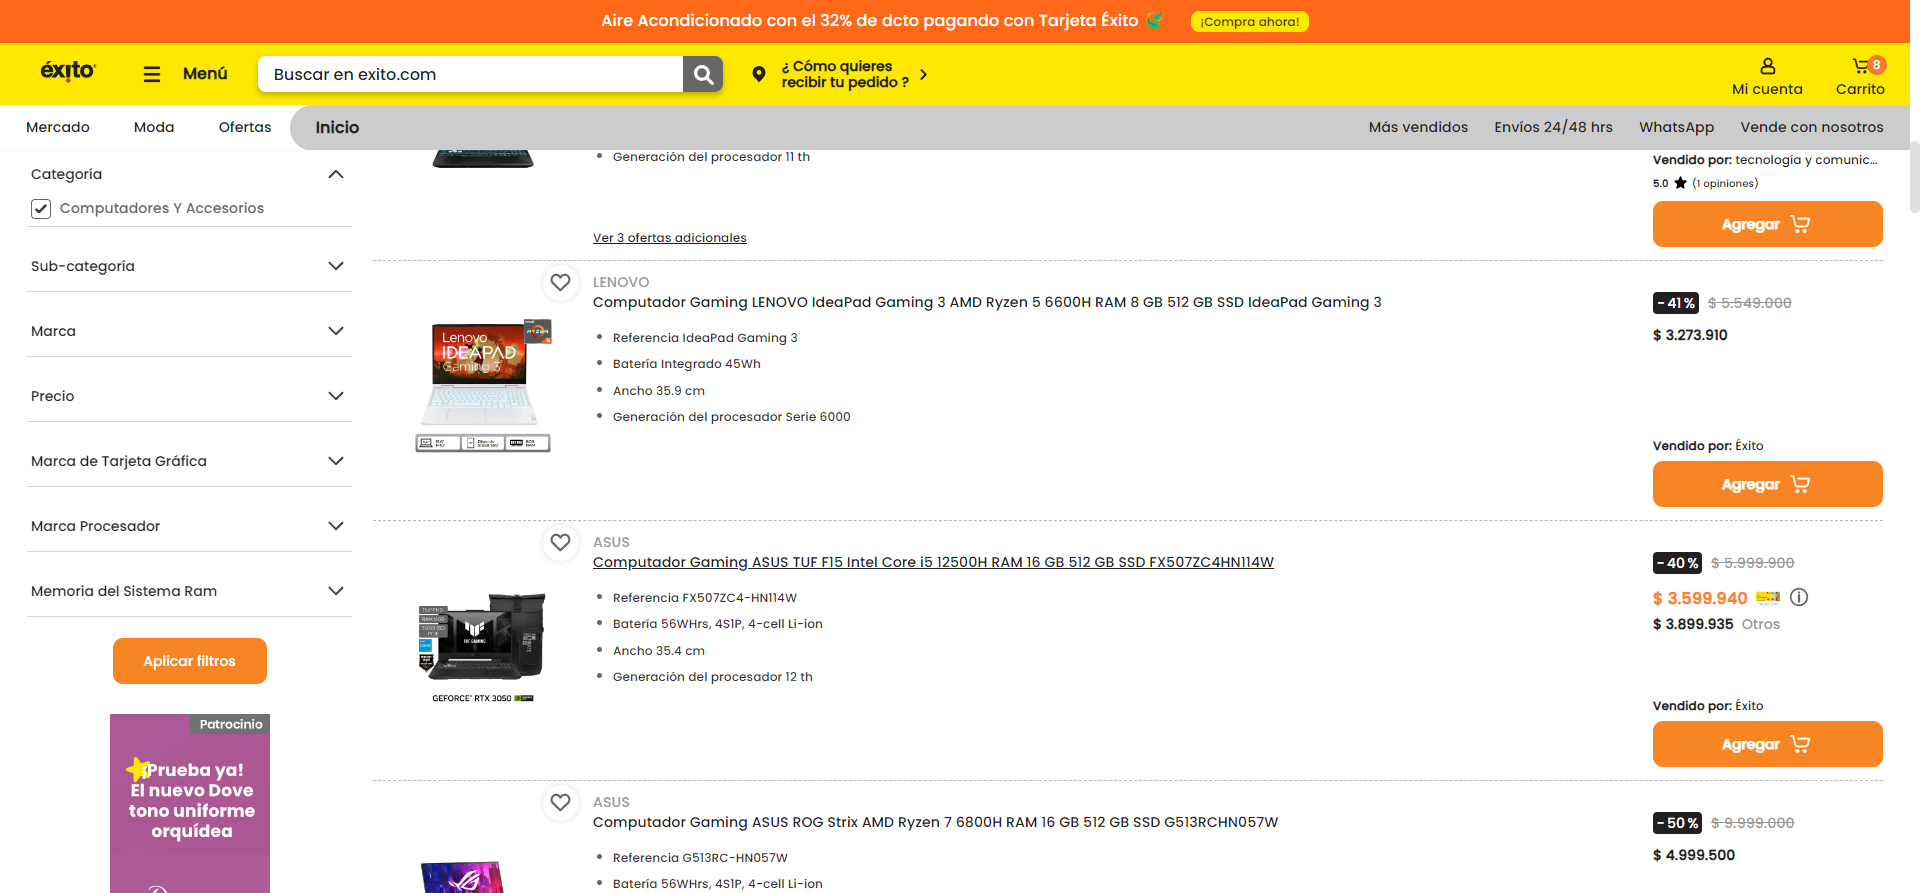 Aire Acondicionado con el 32% de dcto pagando con Tarjeta Éxito
¡Compra ahora!
éxito
Menú
Buscar en exito.com
¿ Cómo quieres
recibir tu pedido ?
Mi cuenta
8
Carrito
Mercado
Moda
Ofertas
Inicio
Más vendidos
Envíos 24/48 hrs
WhatsApp
Vende con nosotros
Categoría
Computadores Y Accesorios
Sub-categoría
Marca
Precio
Marca de Tarjeta Gráfica
Marca Procesador
Memoria del Sistema Ram
Aplicar filtros
Patrocinio
¡Prueba ya!
El nuevo Dove
tono uniforme
orquídea
Generación del procesador 11 th
Ver 3 ofertas adicionales
Vendido por: tecnología y comunic...
5.0 (1 opiniones)
Agregar
LENOVO
Computador Gaming LENOVO IdeaPad Gaming 3 AMD Ryzen 5 6600H RAM 8 GB 512 GB SSD IdeaPad Gaming 3
Lenovo
IDEAPAD
Gaming 3
RYZEN
Referencia IdeaPad Gaming 3
Batería Integrado 45Wh
Ancho 35.9 cm
Generación del procesador Serie 6000
- 41 % $ 5.549.000
$ 3.273.910
Vendido por: Éxito
Agregar
ASUS
Computador Gaming ASUS TUF F15 Intel Core i5 12500H RAM 16 GB 512 GB SSD FX507ZC4HN114W
TUF GAMING
GEFORCE RTX 3050
Referencia FX507ZC4-HN114W
Batería 56WHrs, 4S1P, 4-cell Li-ion
Ancho 35.4 cm
Generación del procesador 12 th
- 40 % $ 5.999.900
$ 3.599.940
$ 3.899.935 Otros
Vendido por: Éxito
Agregar
ASUS
Computador Gaming ASUS ROG Strix AMD Ryzen 7 6800H RAM 16 GB 512 GB SSD G513RCHN057W
Referencia G513RC-HN057W
Batería 56WHrs, 4S1P, 4-cell Li-ion
- 50 % $ 9.999.000
$ 4.999.500